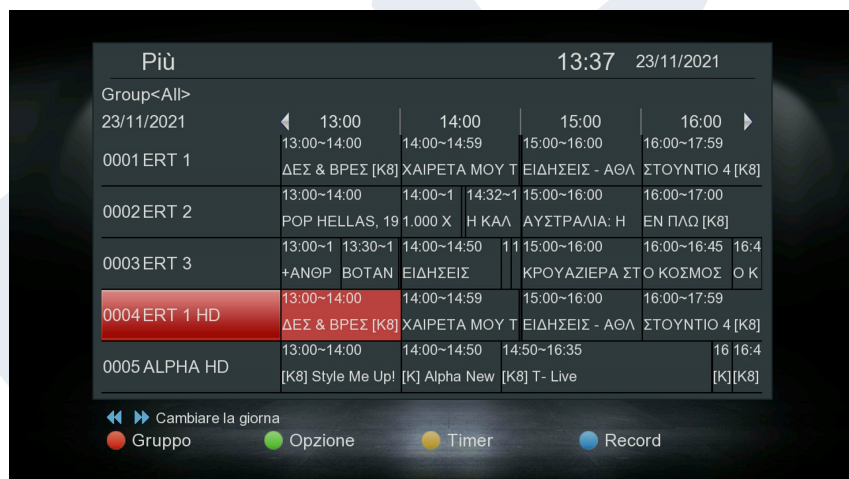 Più 13:37 23/11/2021
Group<All>
23/11/2021 13:00 14:00 15:00 16:00
0001 ERT 1
13:00~14:00 14:00~14:59 15:00~16:00 16:00~17:59
ΔΕΣ & ΒΡΕΣ [K8] ΧΑΙΡΕΤΑ ΜΟΥ Τ ΕΙΔΗΣΕΙΣ - ΑΘΛ ΣΤΟΥΝΤΙΟ 4 [K8]
0002 ERT 2
13:00~14:00 14:00~1 14:32~1 15:00~16:00 16:00~17:00
POP HELLAS, 19 1.000 Χ Η ΚΑΛ ΑΥΣΤΡΑΛΙΑ: Η ΕΝ ΠΛΩ [K8]
0003 ERT 3
13:00~1 13:30~1 14:00~14:50 1 1 15:00~16:00 16:00~16:45 16:4
+ΑΝΘΡ ΒΟΤΑΝ ΕΙΔΗΣΕΙΣ ΚΡΟΥΑΖΙΕΡΑ ΣΤ Ο ΚΟΣΜΟΣ Ο Κ
0004 ERT 1 HD
13:00~14:00 14:00~14:59 15:00~16:00 16:00~17:59
ΔΕΣ & ΒΡΕΣ [K8] ΧΑΙΡΕΤΑ ΜΟΥ Τ ΕΙΔΗΣΕΙΣ - ΑΘΛ ΣΤΟΥΝΤΙΟ 4 [K8]
0005 ALPHA HD
13:00~14:00 14:00~14:50 14:50~16:35 16 16:4
[K8] Style Me Up! [K] Alpha New [K8] T- Live [K] [K8]
Cambiare la giorna
Gruppo Opzione Timer Record